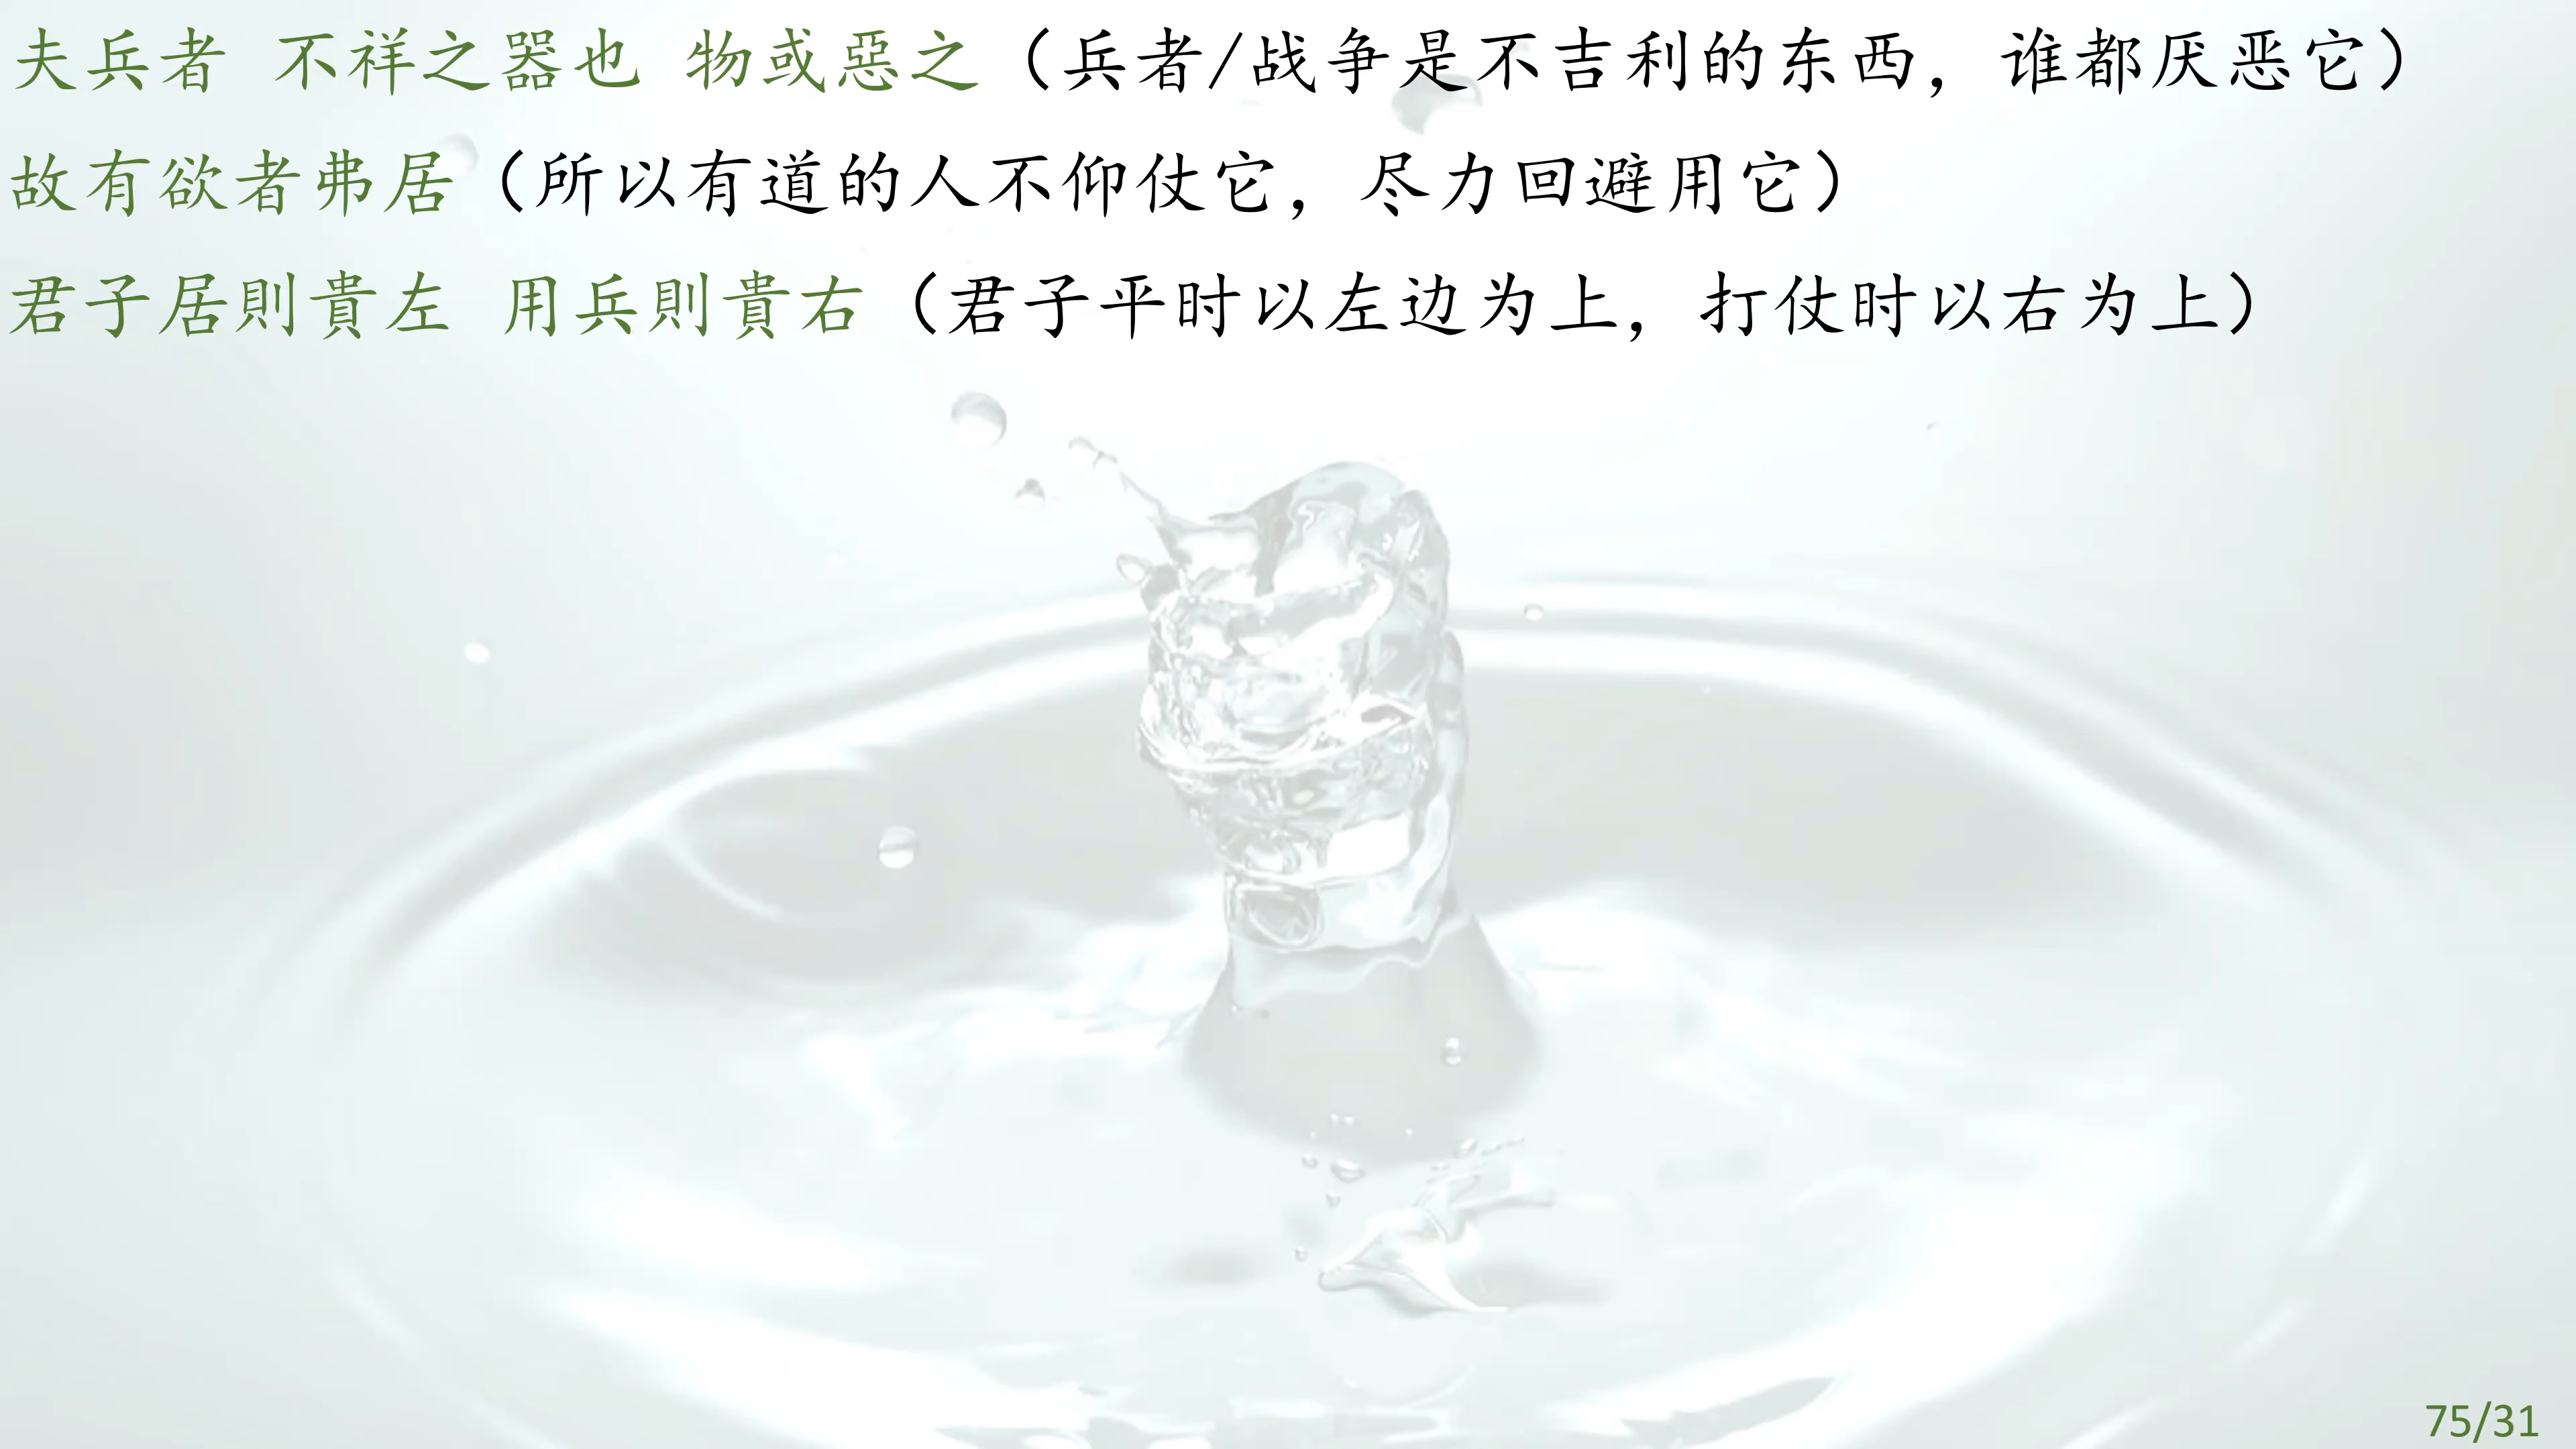 夫兵者 不祥之器也 物或惡之（兵者/战争是不吉利的东西，谁都厌恶它）
故有欲者弗居（所以有道的人不仰仗它，尽力回避用它）
君子居則貴左 用兵則貴右（君子平时以左边为上，打仗时以右为上）
75/31